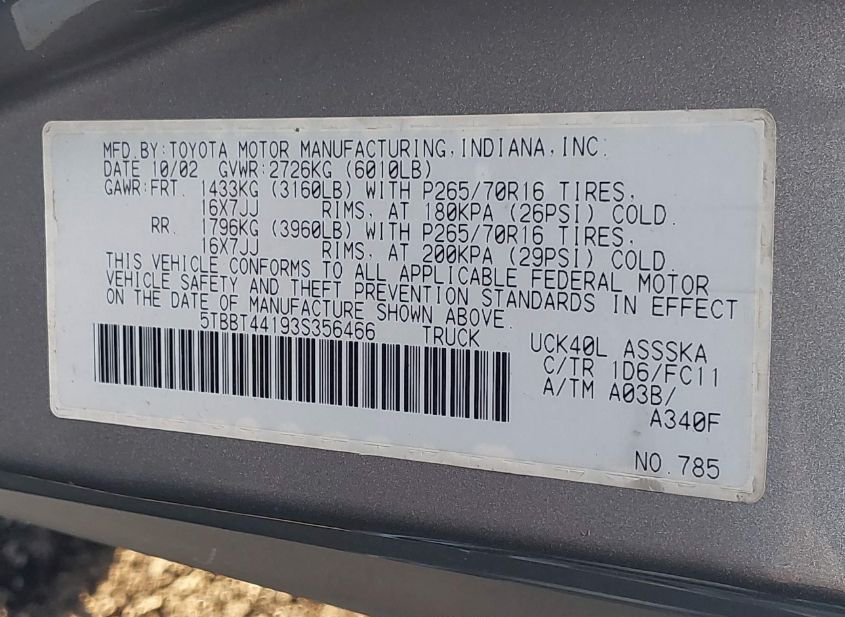 MFD.BY:TOYOTA MOTOR MANUFACTURING,INDIANA,INC.
DATE 10/02 GVWR:2726KG (6010LB)
GAWR:FRT. 1433KG (3160LB) WITH P265/70R16 TIRES,
16X7JJ RIMS, AT 180KPA (26PSI) COLD.
RR. 1796KG (3960LB) WITH P265/70R16 TIRES,
16X7JJ RIMS, AT 200KPA (29PSI) COLD.
THIS VEHICLE CONFORMS TO ALL APPLICABLE FEDERAL MOTOR
VEHICLE SAFETY AND THEFT PREVENTION STANDARDS IN EFFECT
ON THE DATE OF MANUFACTURE SHOWN ABOVE.
5TBBT44193S356466 TRUCK
UCK40L ASSSKA
C/TR 1D6/FC11
A/TM A03B/
A340F
NO.785